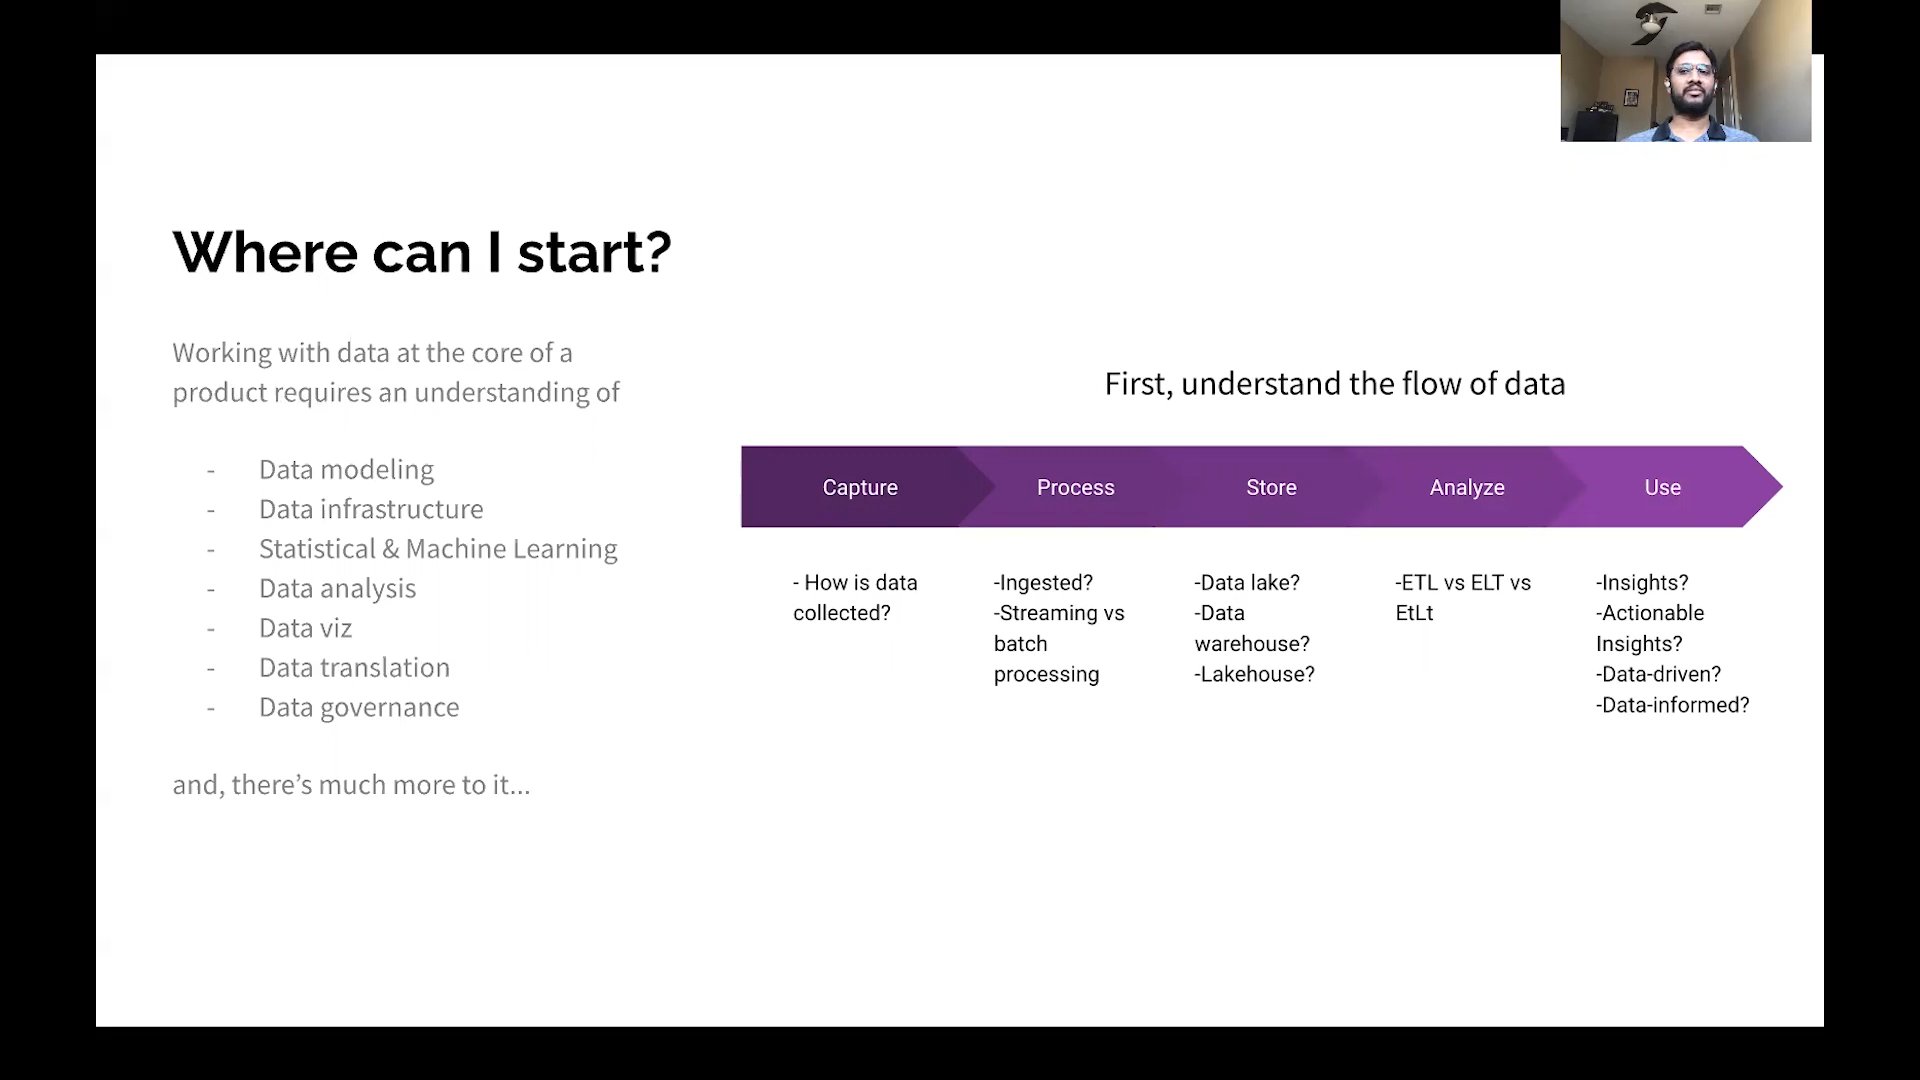 Where can I start?
Working with data at the core of a
product requires an understanding of
- Data modeling
- Data infrastructure
- Statistical & Machine Learning
- Data analysis
- Data viz
- Data translation
- Data governance
and, there’s much more to it...
First, understand the flow of data
Capture
Process
Store
Analyze
Use
- How is data
collected?
-Ingested?
-Streaming vs
batch
processing
-Data lake?
-Data
warehouse?
-Lakehouse?
-ETL vs ELT vs
EtLt
-Insights?
-Actionable
Insights?
-Data-driven?
-Data-informed?